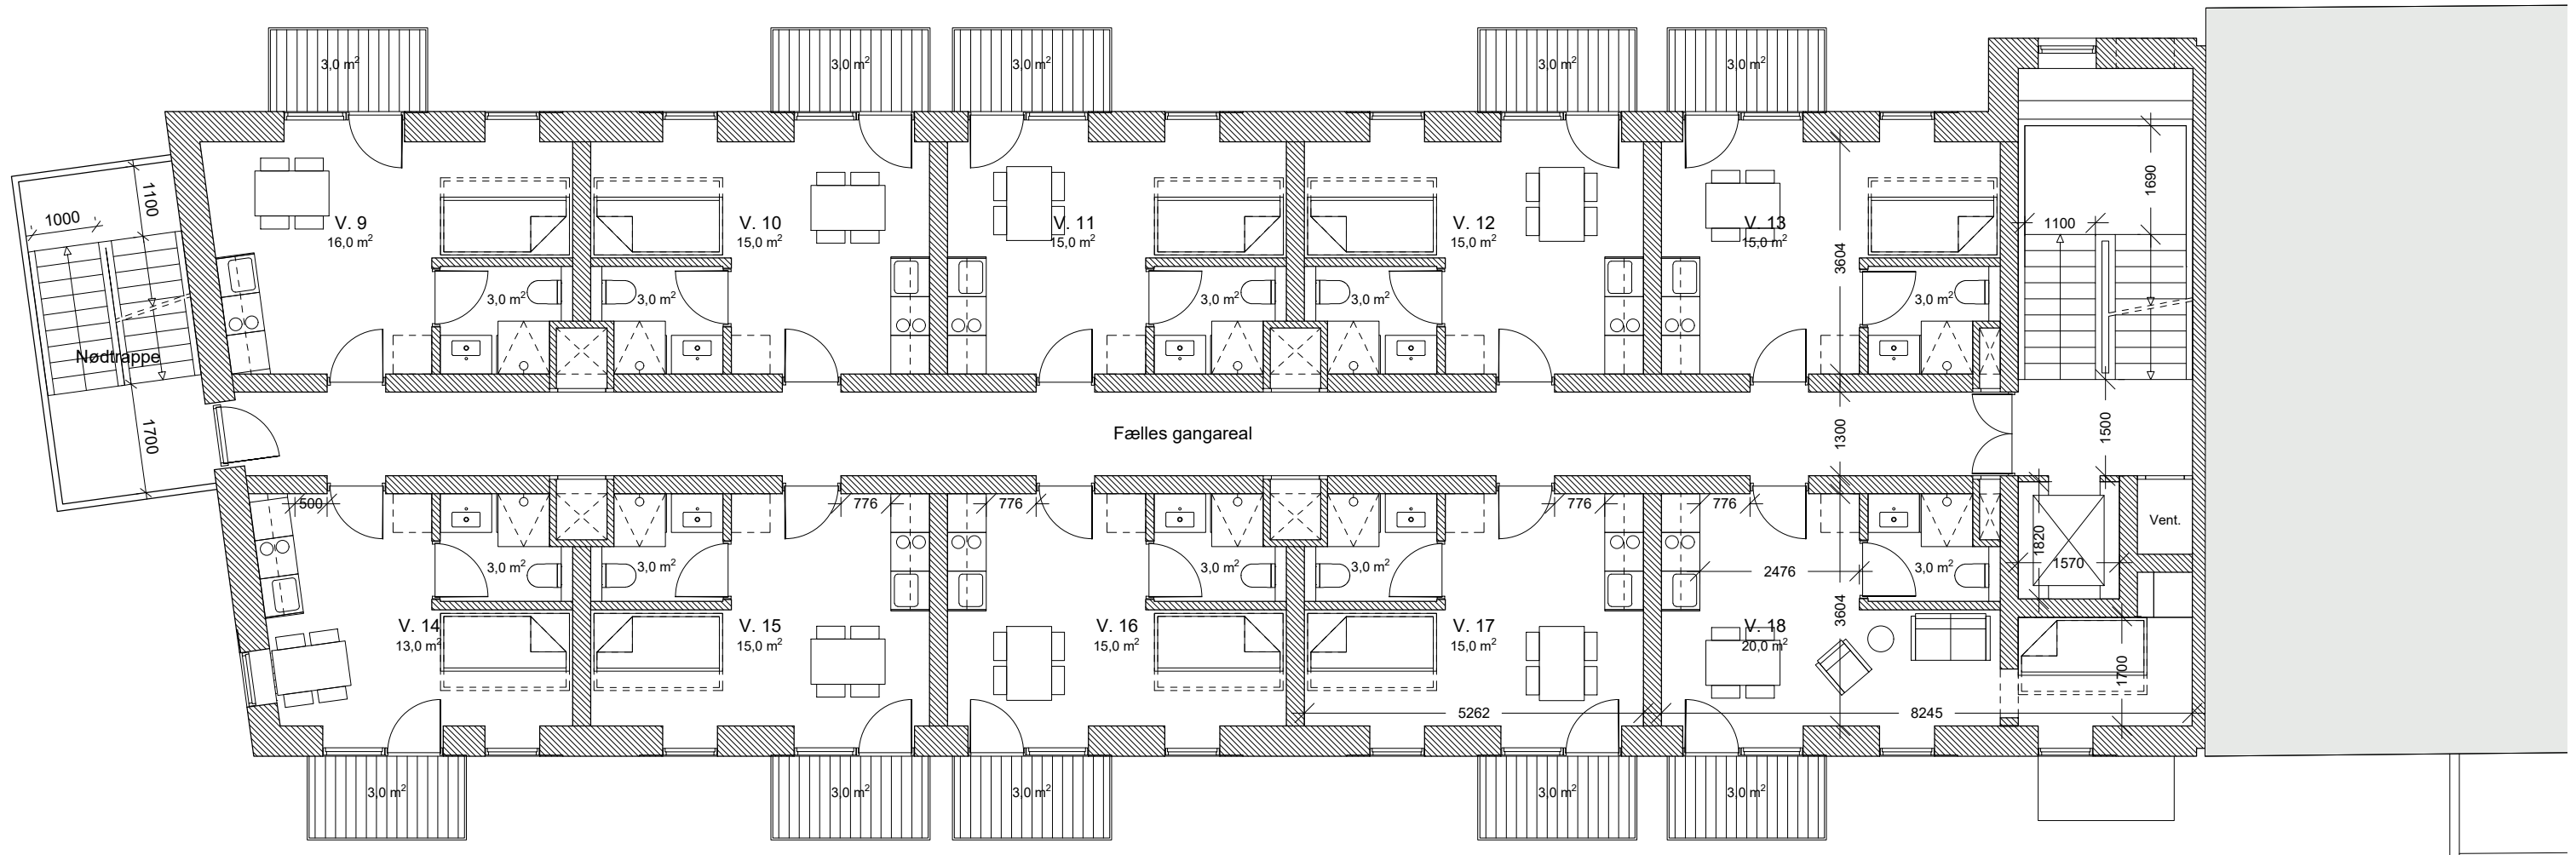 3,0 m²
3,0 m²
3,0 m²
3,0 m²
3,0 m²
1100
1000
1690
1100
V. 9
16,0 m²
V. 10
15,0 m²
V. 11
15,0 m²
V. 12
15,0 m²
V. 13
15,0 m²
3604
3,0 m²
3,0 m²
3,0 m²
3,0 m²
3,0 m²
Nødtrappe
1700
Fælles gangareal
1300
1500
500
776
776
776
776
Vent.
1820
1570
3,0 m²
3,0 m²
3,0 m²
3,0 m²
2476
3,0 m²
3604
V. 14
13,0 m²
V. 15
15,0 m²
V. 16
15,0 m²
V. 17
15,0 m²
V. 18
20,0 m²
1700
5262
8245
3,0 m²
3,0 m²
3,0 m²
3,0 m²
3,0 m²